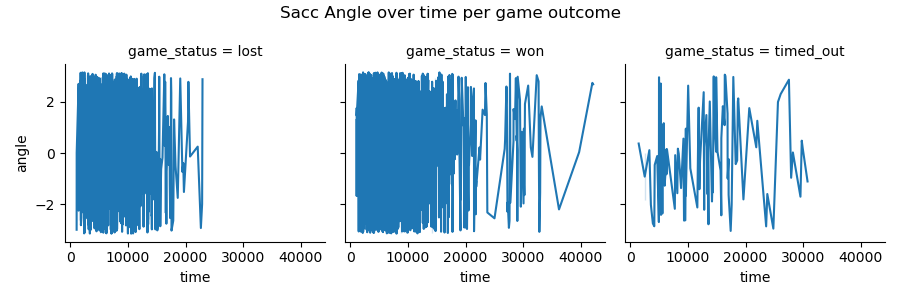 Sacc Angle over time per game outcome
game_status = lost
game_status = won
game_status = timed_out
angle
2
0
−2
0 10000 20000 30000 40000
0 10000 20000 30000 40000
0 10000 20000 30000 40000
time
time
time